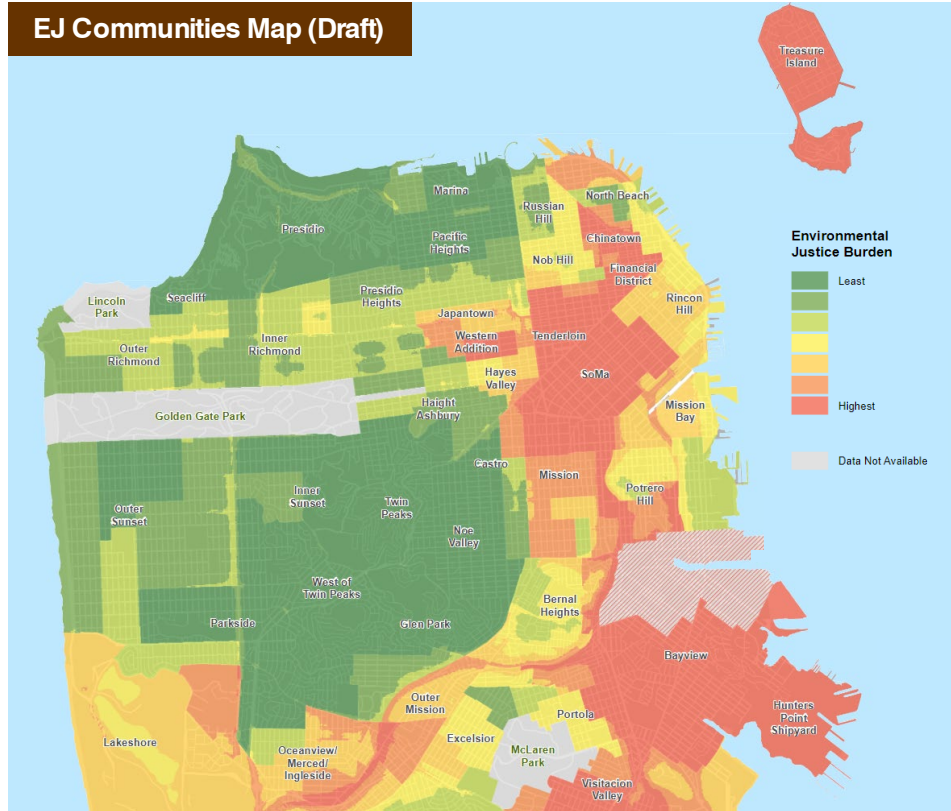 EJ Communities Map (Draft)
Treasure
Island
Marina
North Beach
Russian
Hill
Presidio
Pacific
Heights
Chinatown
Nob Hill
Financial
District
Environmental
Justice Burden
Least
Highest
Data Not Available
Seacliff
Lincoln
Park
Presidio
Heights
Rincon
Hill
Japantown
Western
Addition
Tenderloin
Inner
Richmond
Outer
Richmond
Hayes
Valley
SoMa
Golden Gate Park
Haight
Ashbury
Mission
Bay
Castro
Mission
Inner
Sunset
Twin
Peaks
Potrero
Hill
Outer
Sunset
Noe
Valley
West of
Twin Peaks
Bernal
Heights
Parkside
Glen Park
Bayview
Outer
Mission
Hunters
Point
Shipyard
Portola
Lakeshore
Excelsior
Oceanview/
Merced/
Ingleside
McLaren
Park
Visitacion
Valley